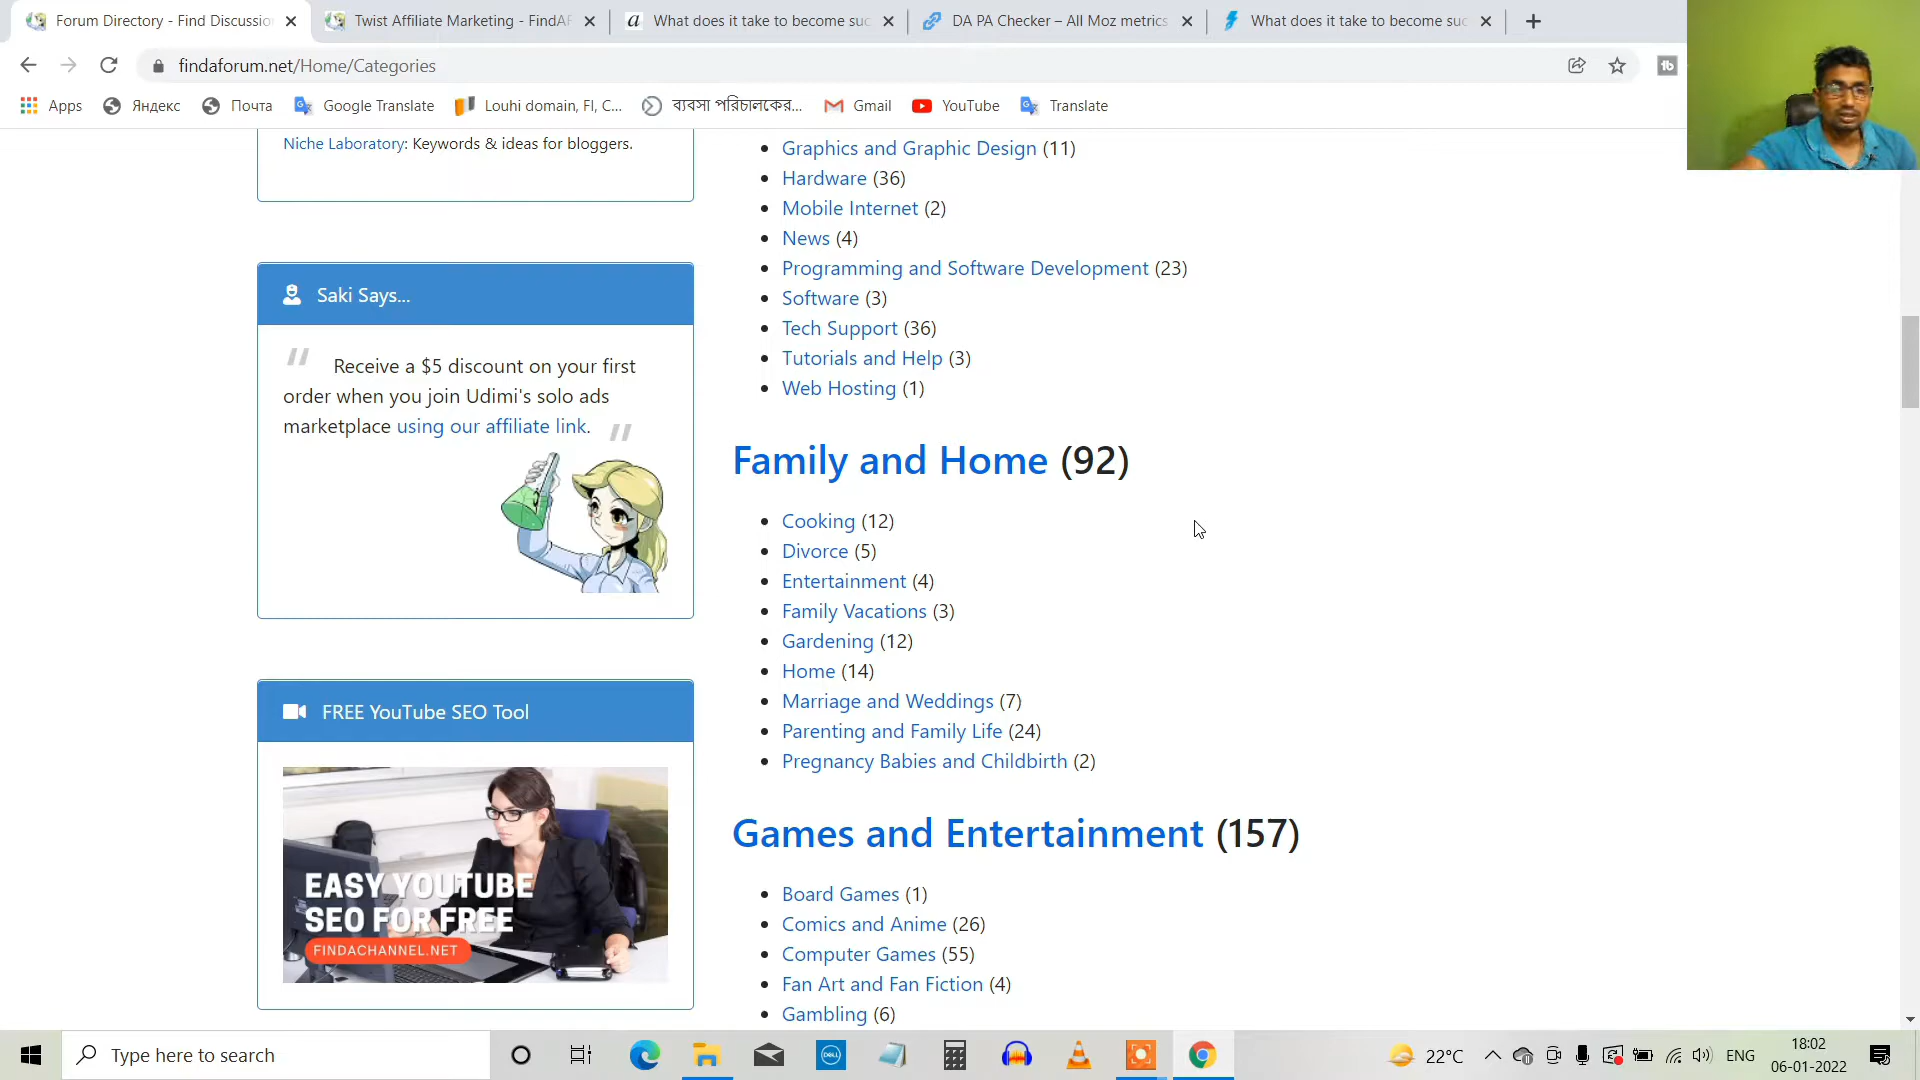 Forum Directory - Find Discussio
Twist Affiliate Marketing - FindAF
What does it take to become suc
DA PA Checker – All Moz metrics
What does it take to become suc
findaforum.net/Home/Categories
Apps
Яндекс
Почта
Google Translate
Louhi domain, FI, C...
ব্যবসা পরিচালকের...
Gmail
YouTube
Translate
Niche Laboratory: Keywords & ideas for bloggers.
Saki Says...
" Receive a $5 discount on your first
order when you join Udimi's solo ads
marketplace using our affiliate link. "
FREE YouTube SEO Tool
EASY YOUTUBE
SEO FOR FREE
FINDACHANNEL.NET
Graphics and Graphic Design (11)
Hardware (36)
Mobile Internet (2)
News (4)
Programming and Software Development (23)
Software (3)
Tech Support (36)
Tutorials and Help (3)
Web Hosting (1)
Family and Home (92)
Cooking (12)
Divorce (5)
Entertainment (4)
Family Vacations (3)
Gardening (12)
Home (14)
Marriage and Weddings (7)
Parenting and Family Life (24)
Pregnancy Babies and Childbirth (2)
Games and Entertainment (157)
Board Games (1)
Comics and Anime (26)
Computer Games (55)
Fan Art and Fan Fiction (4)
Gambling (6)
Type here to search
DELL
22°C
ENG
18:02
06-01-2022